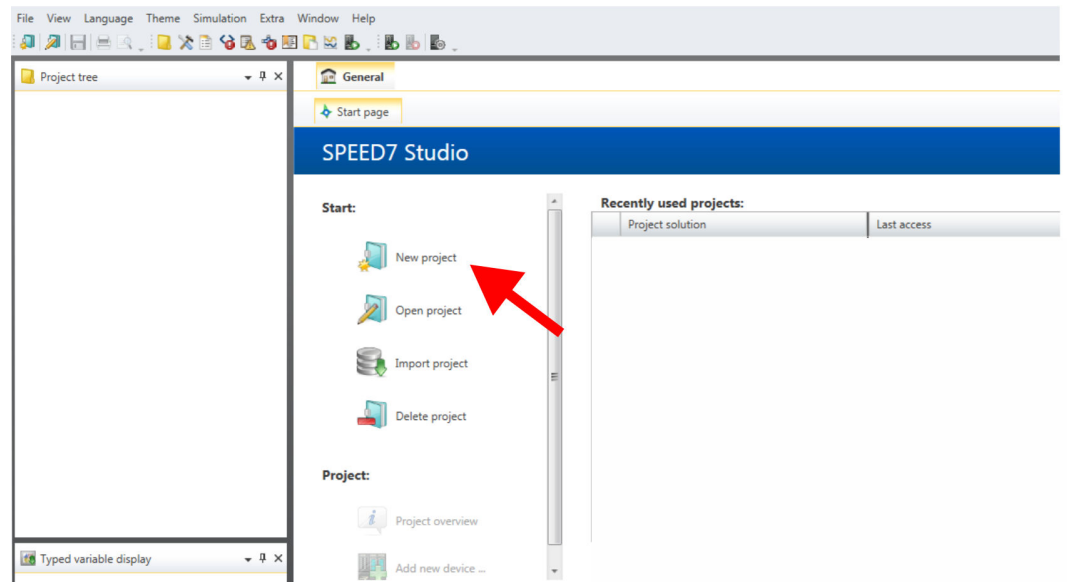 File View Language Theme Simulation Extra Window Help
Project tree
General
Start page
SPEED7 Studio
Start:
New project
Open project
Import project
Delete project
Project:
Project overview
Add new device ...
Recently used projects:
Project solution Last access
Typed variable display